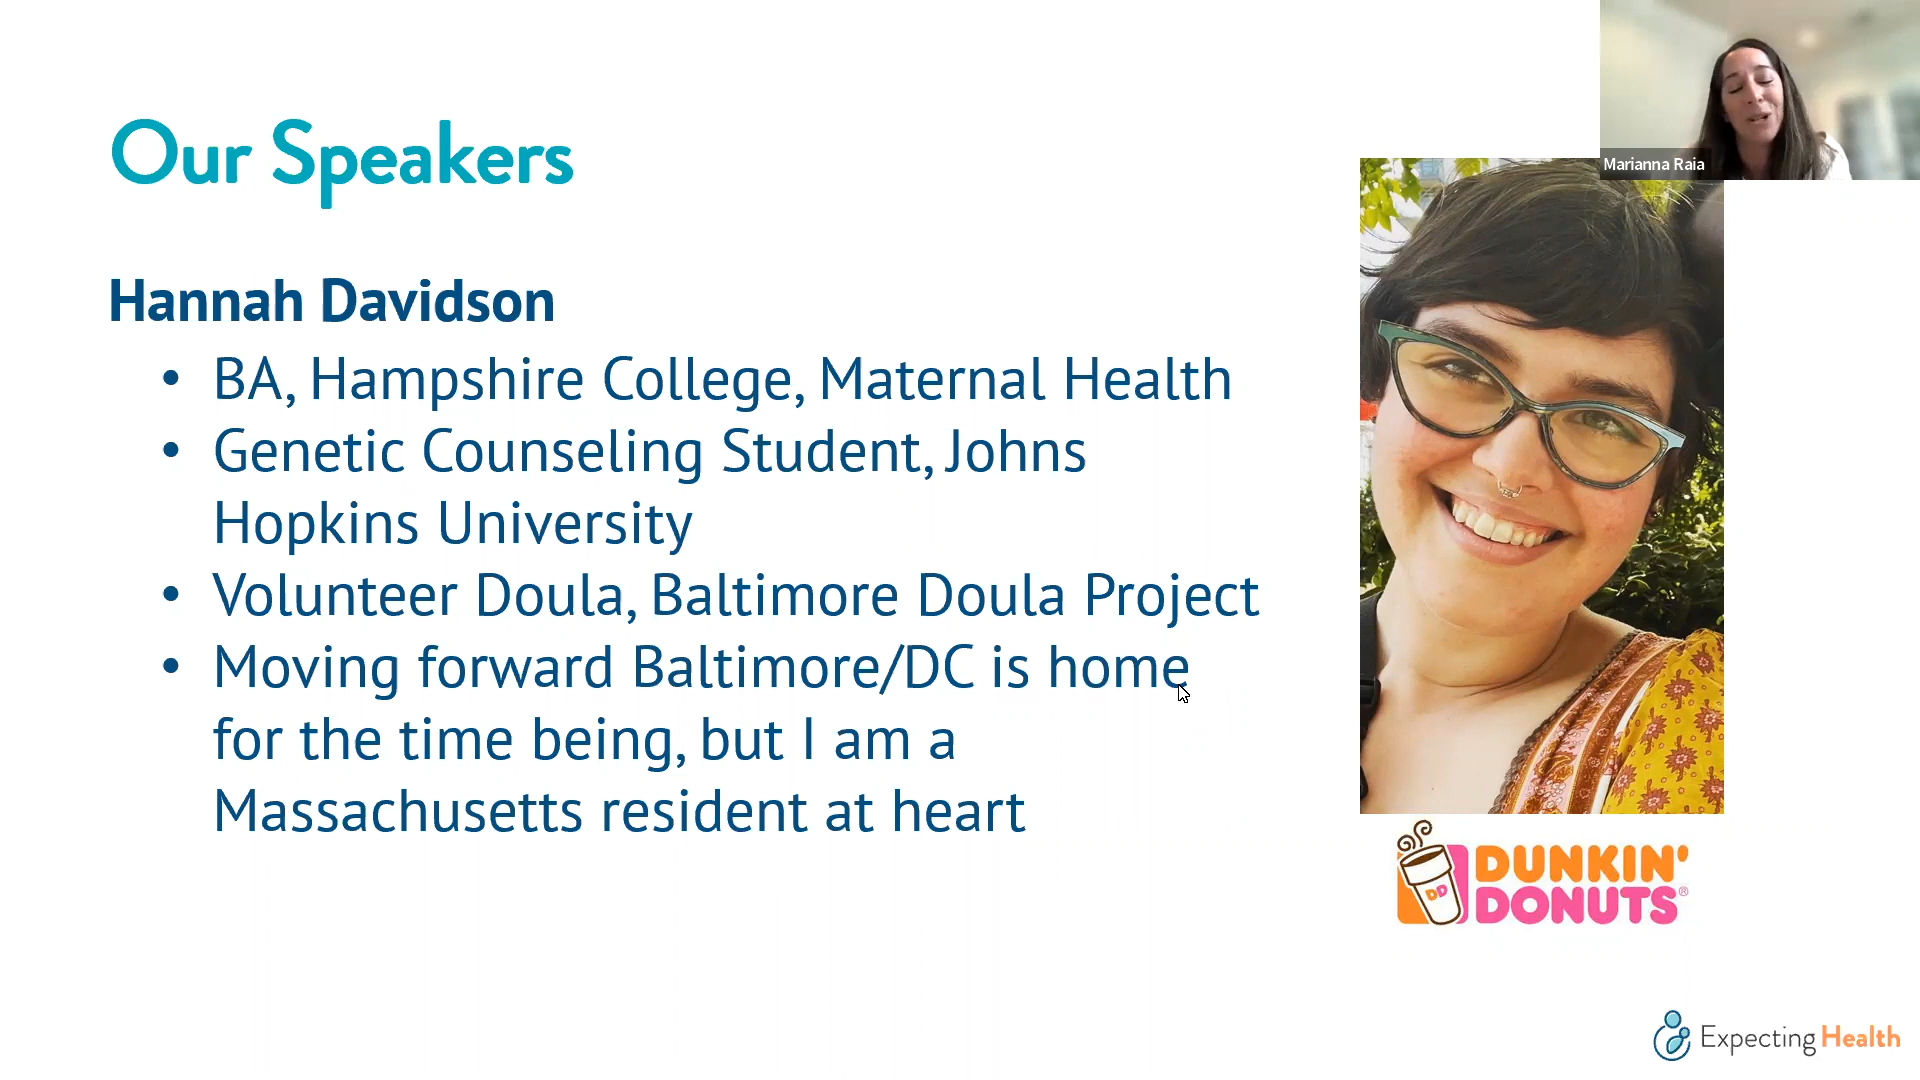 Our Speakers
Marianna Raia
Hannah Davidson
• BA, Hampshire College, Maternal Health
• Genetic Counseling Student, Johns
Hopkins University
• Volunteer Doula, Baltimore Doula Project
• Moving forward Baltimore/DC is home
for the time being, but I am a
Massachusetts resident at heart
DD
DUNKIN'
DONUTS®
Expecting Health